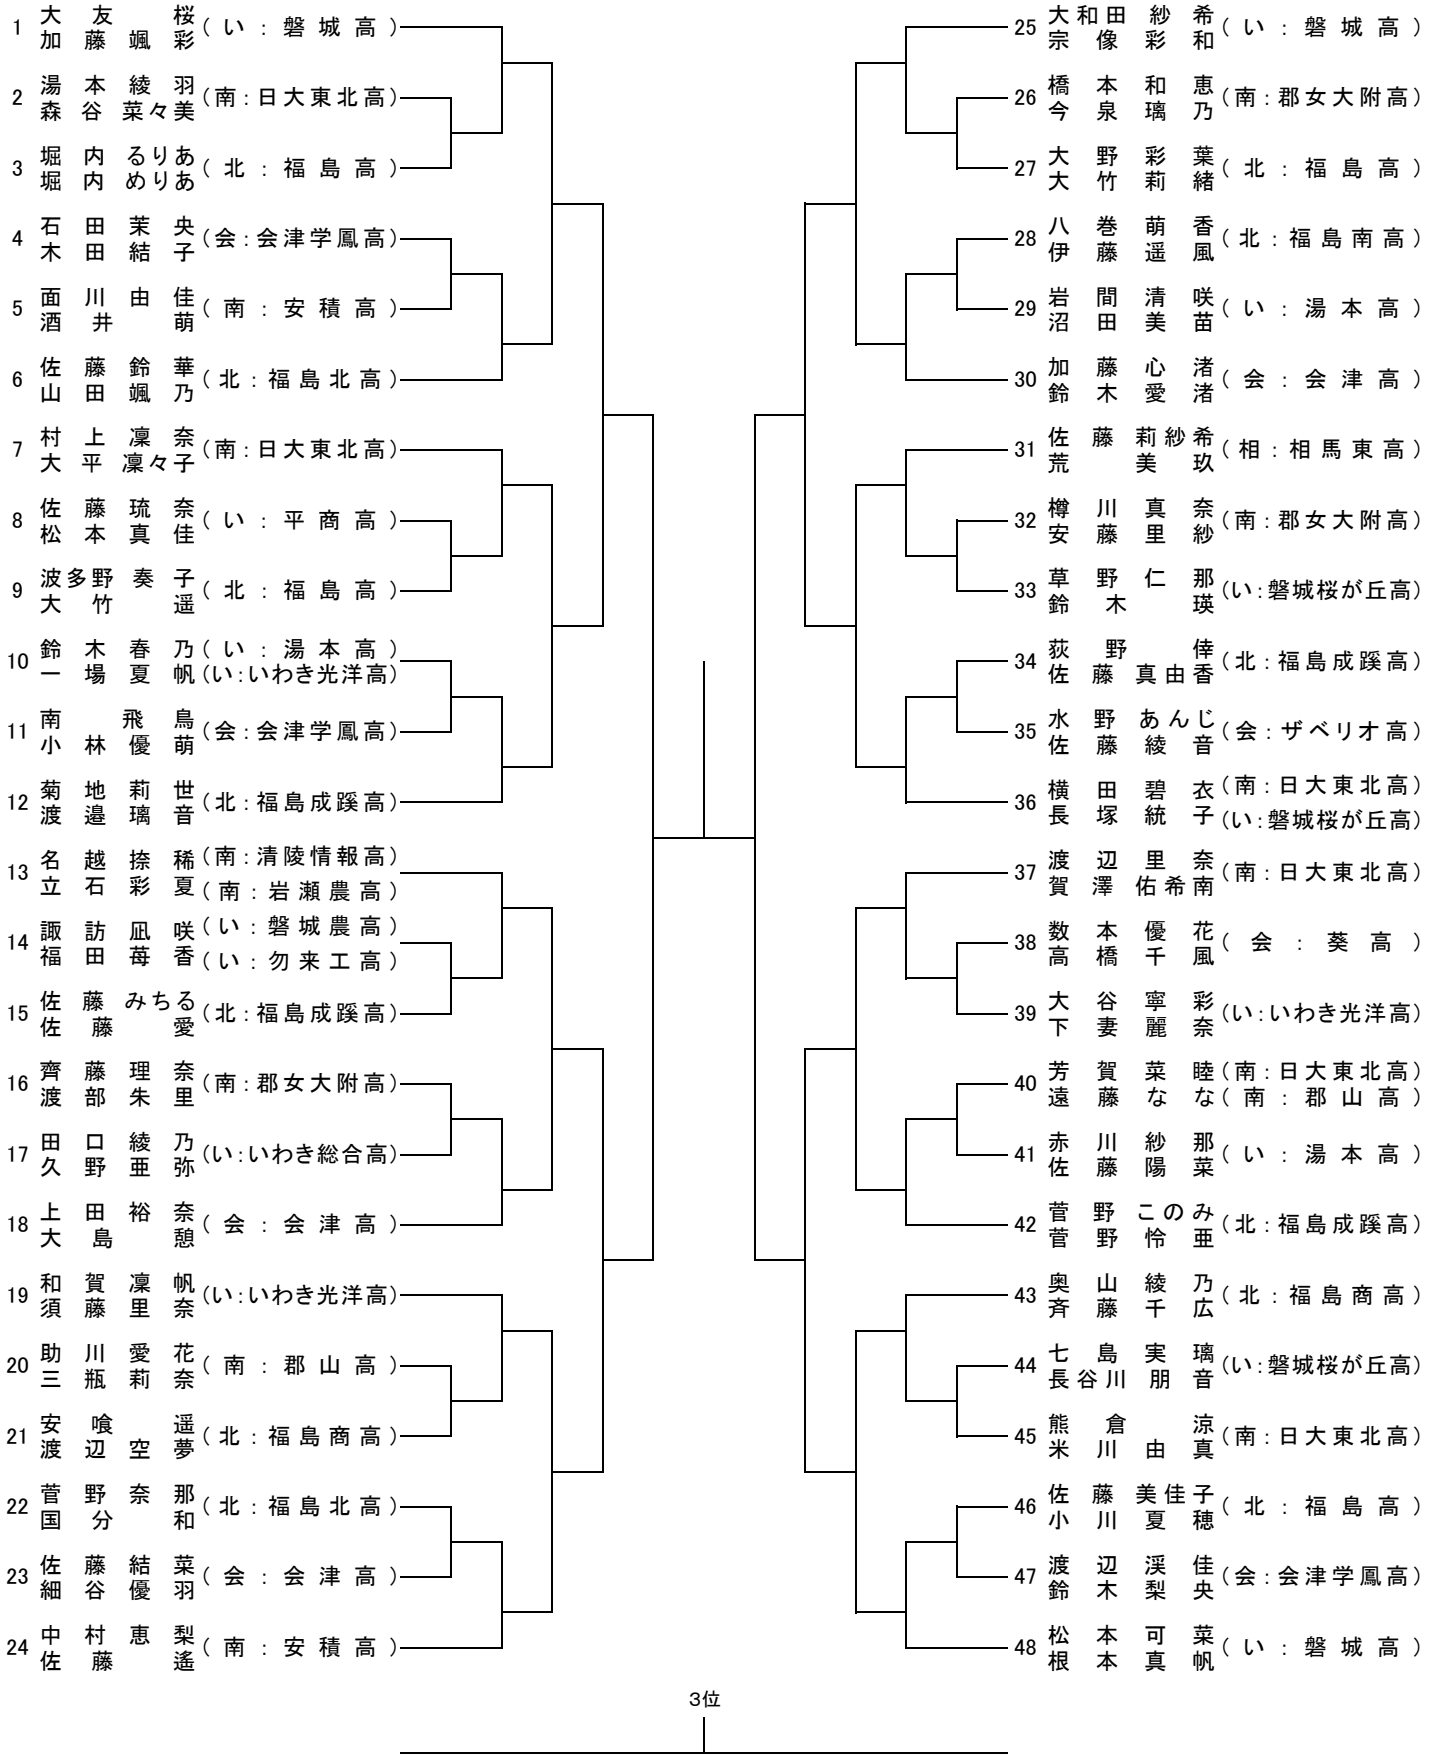 1 大友桜 (い:磐城高)
加藤颯彩
2 湯本綾羽 (南:日大東北高)
森谷菜々美
3 堀内るりあ (北:福島高)
堀内めりあ
4 石田茉央 (会:会津学鳳高)
木田結子
5 面川由佳 (南:安積高)
酒井萌
6 佐藤鈴華 (北:福島北高)
山田颯乃
7 村上凜奈 (南:日大東北高)
大平凜々子
8 佐藤琉奈 (い:平商高)
松本真佳
9 波多野奏子 (北:福島高)
大竹遥
10 鈴木春乃 (い:湯本高)
一場夏帆 (い:いわき光洋高)
11 南飛鳥 (会:会津学鳳高)
小林優萌
12 菊地莉世 (北:福島成蹊高)
渡邉璃音
13 名越捺稀 (南:清陵情報高)
立石彩夏 (南:岩瀬農高)
14 諏訪凪咲 (い:磐城農高)
福田苺香 (い:勿来工高)
15 佐藤みちる (北:福島成蹊高)
佐藤愛
16 齊藤理奈 (南:郡女大附高)
渡部朱里
17 田口綾乃 (い:いわき総合高)
久野亜弥
18 上田裕奈 (会:会津高)
大島憩
19 和賀凜帆 (い:いわき光洋高)
須藤里奈
20 助川愛花 (南:郡山高)
三瓶莉奈
21 安喰遥 (北:福島商高)
渡辺空夢
22 菅野奈那 (北:福島北高)
国分和
23 佐藤結菜 (会:会津高)
細谷優羽
24 中村恵梨 (南:安積高)
佐藤遙
25 大和田紗希 (い:磐城高)
宗像彩和
26 橋本和恵 (南:郡女大附高)
今泉璃乃
27 大野彩葉 (北:福島高)
大竹莉緒
28 八巻萌香 (北:福島南高)
伊藤遥風
29 岩間清咲 (い:湯本高)
沼田美苗
30 加藤心渚 (会:会津高)
鈴木愛渚
31 佐藤莉紗希 (相:相馬東高)
荒美玖
32 樽川真奈 (南:郡女大附高)
安藤里紗
33 草野仁那 (い:磐城桜が丘高)
鈴木瑛
34 荻野倖 (北:福島成蹊高)
佐藤真由香
35 水野あんじ (会:ザベリオ高)
佐藤綾音
36 横田碧衣 (南:日大東北高)
長塚統子 (い:磐城桜が丘高)
37 渡辺里奈 (南:日大東北高)
賀澤佑希南
38 数本優花 (会:葵高)
高橋千風
39 大谷寧彩 (い:いわき光洋高)
下妻麗奈
40 芳賀菜睦 (南:日大東北高)
遠藤なな (南:郡山高)
41 赤川紗那 (い:湯本高)
佐藤陽菜
42 菅野このみ (北:福島成蹊高)
菅野怜亜
43 奥山綾乃 (北:福島商高)
斉藤千広
44 七島実璃 (い:磐城桜が丘高)
長谷川朋音
45 熊倉涼 (南:日大東北高)
米川由真
46 佐藤美佳子 (北:福島高)
小川夏穂
47 渡辺渓佳 (会:会津学鳳高)
鈴木梨央
48 松本可菜 (い:磐城高)
根本真帆
3位